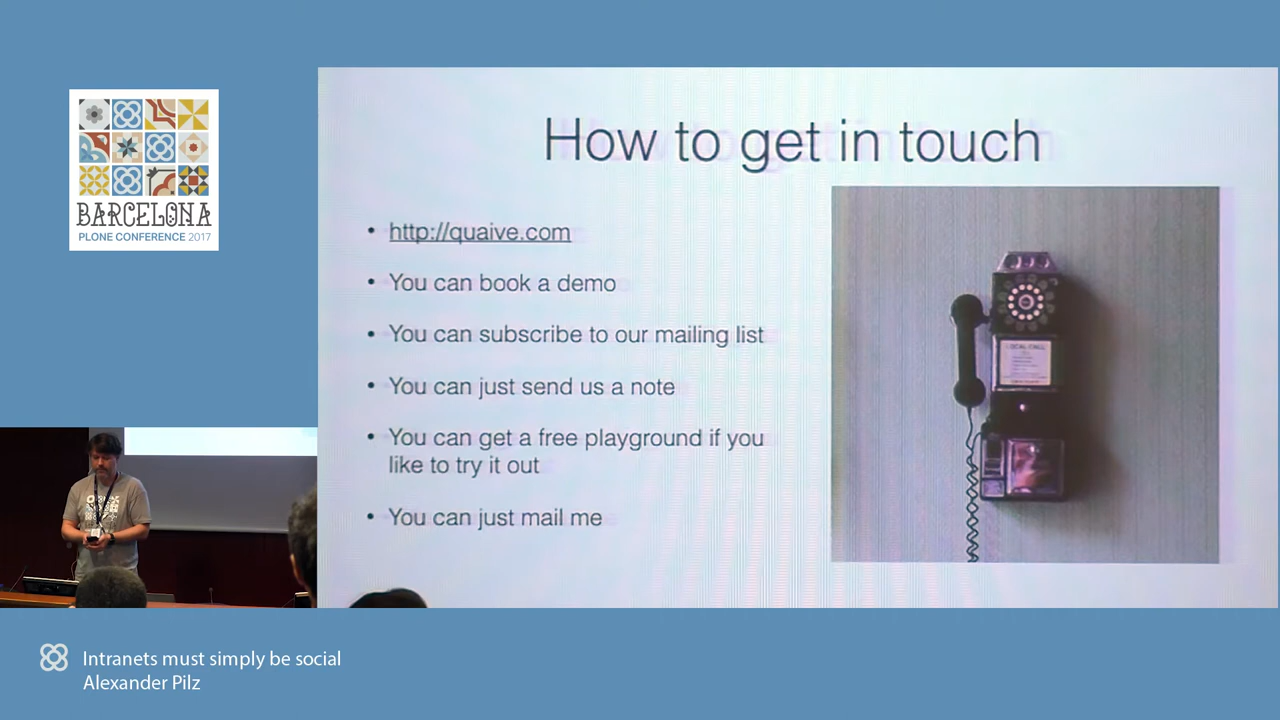 BARCELONA
PLONE CONFERENCE 2017
How to get in touch
• http://quaive.com
• You can book a demo
• You can subscribe to our mailing list
• You can just send us a note
• You can get a free playground if you
like to try it out
• You can just mail me
LOCAL CALL
Intranets must simply be social
Alexander Pilz